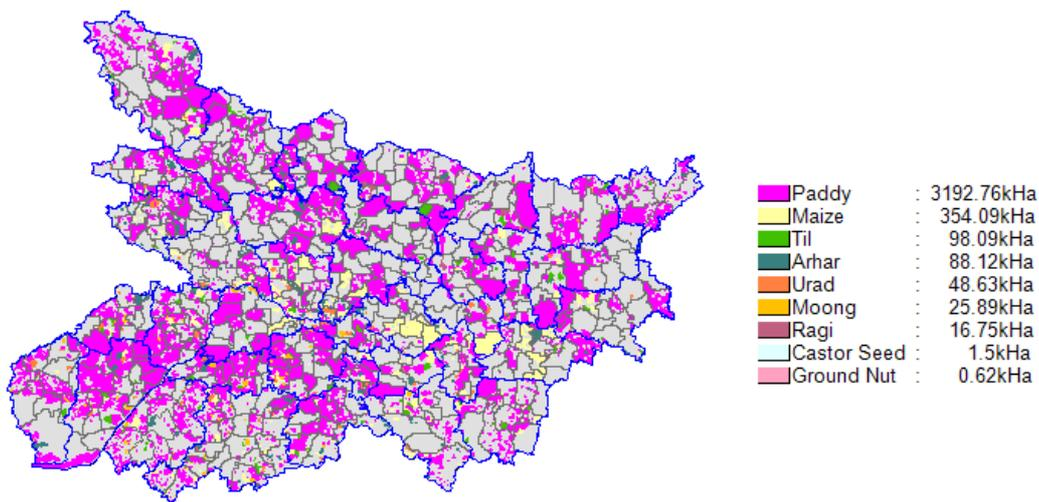 Paddy : 3192.76kHa
Maize : 354.09kHa
Til : 98.09kHa
Arhar : 88.12kHa
Urad : 48.63kHa
Moong : 25.89kHa
Ragi : 16.75kHa
Castor Seed : 1.5kHa
Ground Nut : 0.62kHa